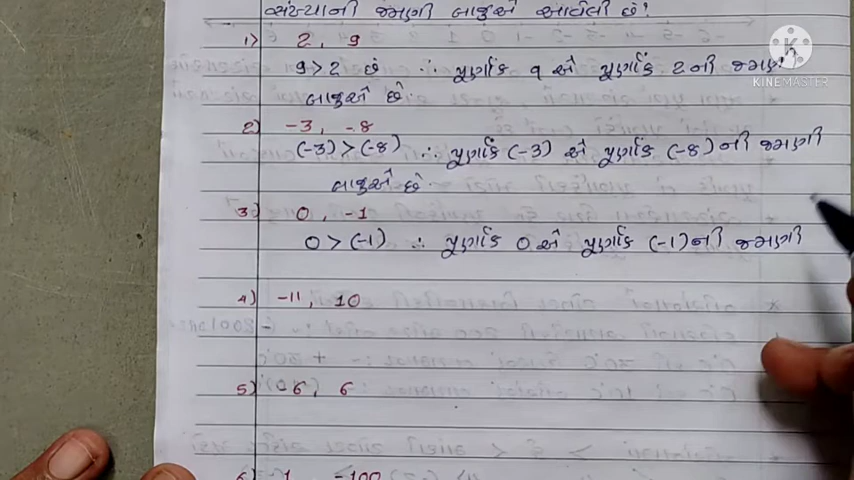 સંખ્યાની જમણી બાજુએ આવેલી છે?
KINEMASTER
1) 2, 9
9 > 2 છે ∴ પૂર્ણાંક 9 એ પૂર્ણાંક 2 ની જમણી
બાજુએ છે.
2) -3, -8
(-3) > (-8) ∴ પૂર્ણાંક (-3) એ પૂર્ણાંક (-8) ની જમણી
બાજુએ છે.
3) 0, -1
0 > (-1) ∴ પૂર્ણાંક 0 એ પૂર્ણાંક (-1) ની જમણી
4) -11, 10
5) -6, 6
6) 1, -100